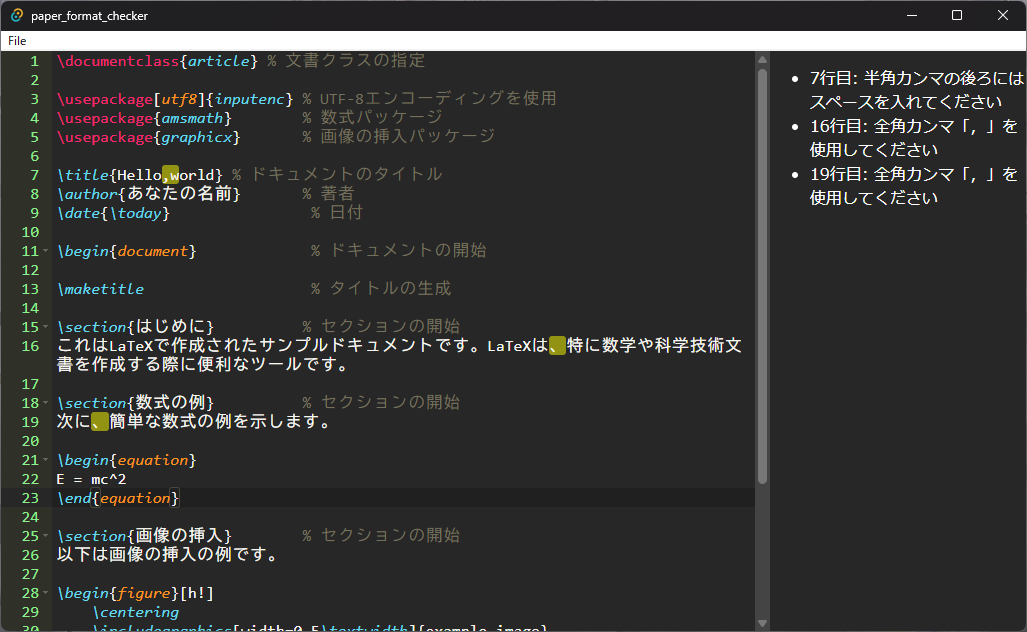 paper_format_checker
File
1 \documentclass{article} % 文書クラスの指定
2
3 \usepackage[utf8]{inputenc} % UTF-8エンコーディングを使用
4 \usepackage{amsmath} % 数式パッケージ
5 \usepackage{graphicx} % 画像の挿入パッケージ
6
7 \title{Hello,world} % ドキュメントのタイトル
8 \author{あなたの名前} % 著者
9 \date{\today} % 日付
10
11 \begin{document} % ドキュメントの開始
12
13 \maketitle % タイトルの生成
14
15 \section{はじめに} % セクションの開始
16 これはLaTeXで作成されたサンプルドキュメントです。LaTeXは、特に数学や科学技術文
書を作成する際に便利なツールです。
17
18 \section{数式の例} % セクションの開始
19 次に、簡単な数式の例を示します。
20
21 \begin{equation}
22 E = mc^2
23 \end{equation}
24
25 \section{画像の挿入} % セクションの開始
26 以下は画像の挿入の例です。
27
28 \begin{figure}[h!]
29 \centering
30 \includegraphics[width=0.5\textwidth]{example-image}
• 7行目: 半角カンマの後ろには
スペースを入れてください
• 16行目: 全角カンマ「，」を
使用してください
• 19行目: 全角カンマ「，」を
使用してください